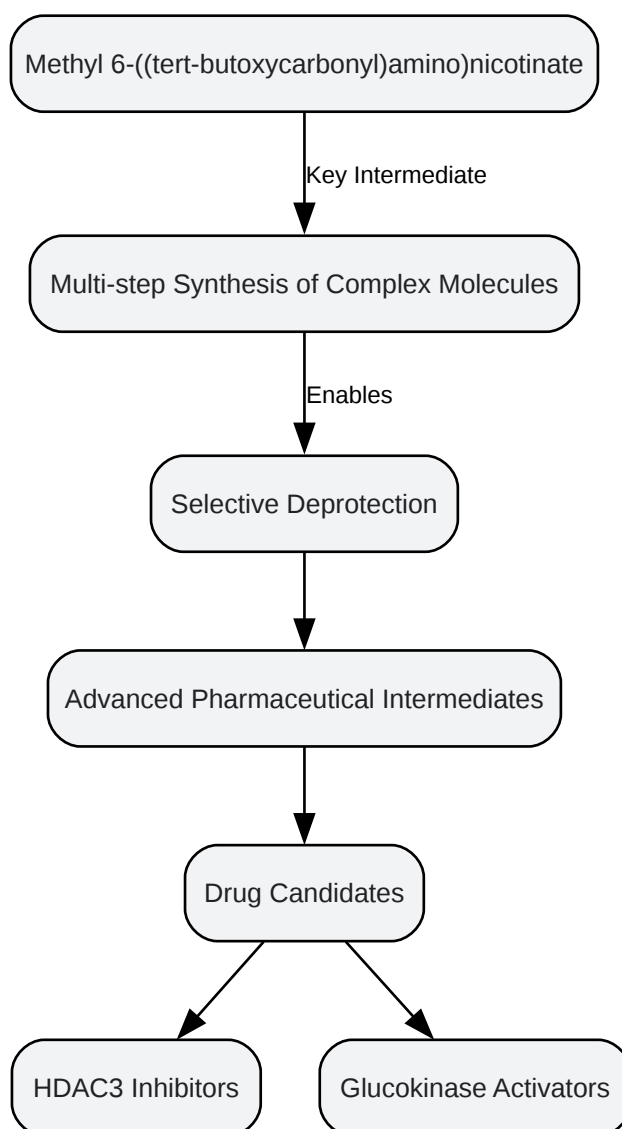 Methyl 6-((tert-butoxycarbonyl)amino)nicotinate
Key Intermediate
Multi-step Synthesis of Complex Molecules
Enables
Selective Deprotection
Advanced Pharmaceutical Intermediates
Drug Candidates
HDAC3 Inhibitors
Glucokinase Activators